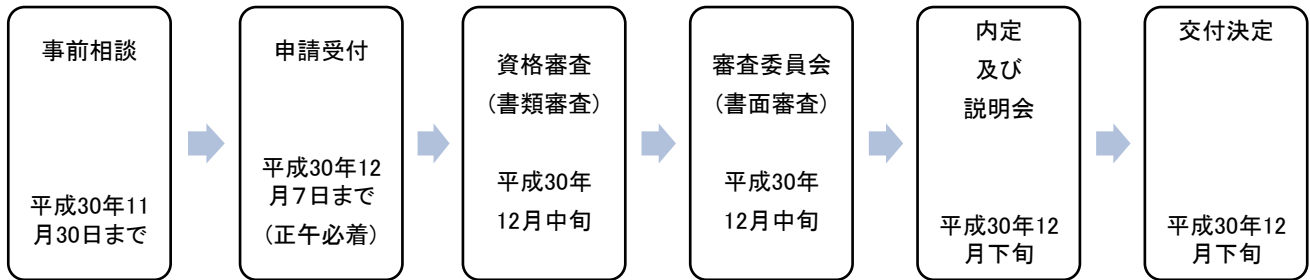 事前相談
平成30年11
月30日まで
申請受付
平成30年12
月7日まで
（正午必着）
資格審査
（書類審査）
平成30年
12月中旬
審査委員会
（書面審査）
平成30年
12月中旬
内定
及び
説明会
平成30年12
月下旬
交付決定
平成30年12
月下旬